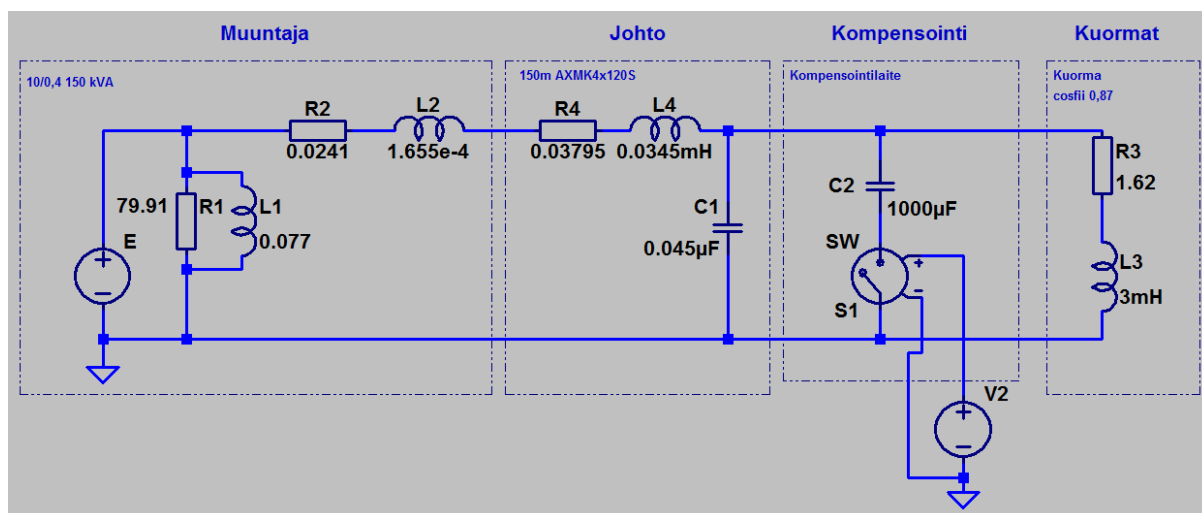 Muuntaja
Johto
Kompensointi
Kuormat
10/0,4 150 kVA
150m AXMK4x120S
Kompensointilaite
Kuorma
cosfii 0,87
R2
L2
R4
L4
0.0241
1.655e-4
0.03795
0.0345mH
R3
1.62
C2
1000µF
79.91
R1
L1
0.077
C1
0.045µF
E
SW
S1
L3
3mH
V2